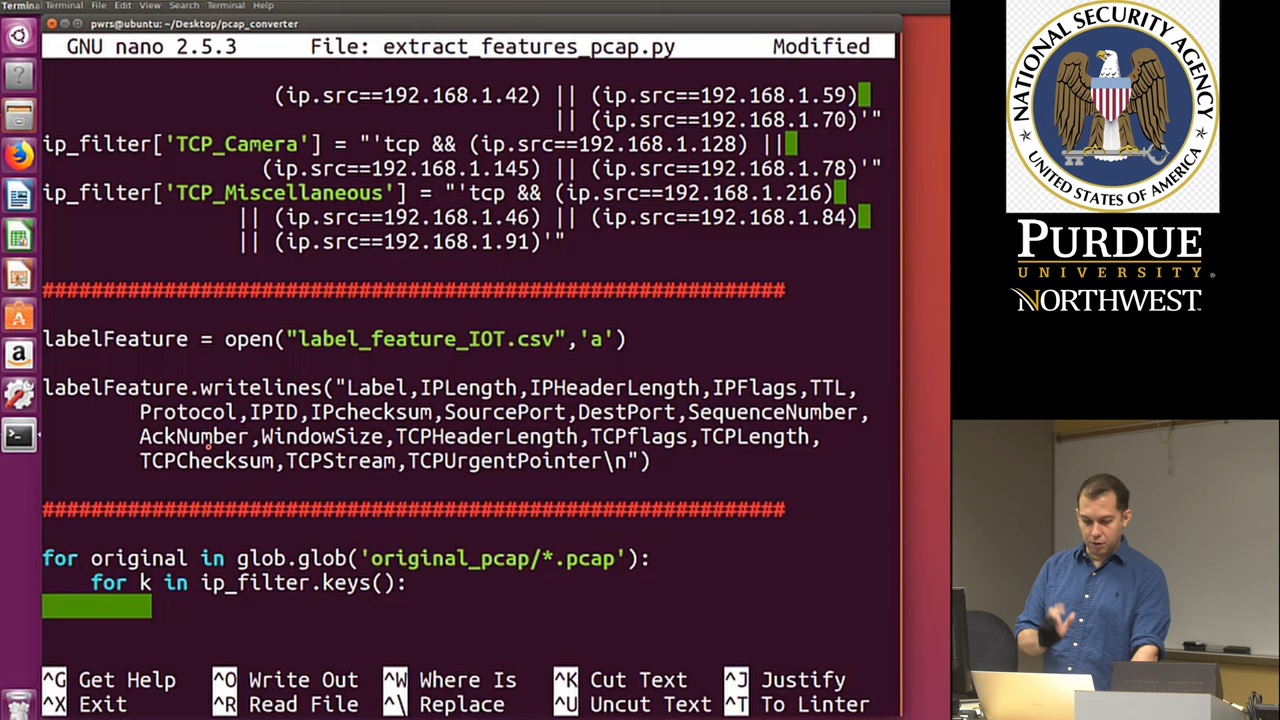 Terminal Terminal File Edit View Search Terminal Help
pwrs@ubuntu: ~/Desktop/pcap_converter
GNU nano 2.5.3 File: extract_features_pcap.py Modified
(ip.src==192.168.1.42) || (ip.src==192.168.1.59)
|| (ip.src==192.168.1.70)'"
ip_filter['TCP_Camera'] = "'tcp && (ip.src==192.168.1.128) ||
(ip.src==192.168.1.145) || (ip.src==192.168.1.78)'"
ip_filter['TCP_Miscellaneous'] = "'tcp && (ip.src==192.168.1.216)
|| (ip.src==192.168.1.46) || (ip.src==192.168.1.84)
|| (ip.src==192.168.1.91)'"
#############################################################
labelFeature = open("label_feature_IOT.csv",'a')
labelFeature.writelines("Label,IPLength,IPHeaderLength,IPFlags,TTL,
Protocol,IPID,IPchecksum,SourcePort,DestPort,SequenceNumber,
AckNumber,WindowSize,TCPHeaderLength,TCPflags,TCPLength,
TCPChecksum,TCPStream,TCPUrgentPointer\n")
#############################################################
for original in glob.glob('original_pcap/*.pcap'):
for k in ip_filter.keys():
^G Get Help ^O Write Out ^W Where Is ^K Cut Text ^J Justify
^X Exit ^R Read File ^\ Replace ^U Uncut Text ^T To Linter
NATIONAL SECURITY AGENCY
UNITED STATES OF AMERICA
PURDUE
UNIVERSITY
NORTHWEST